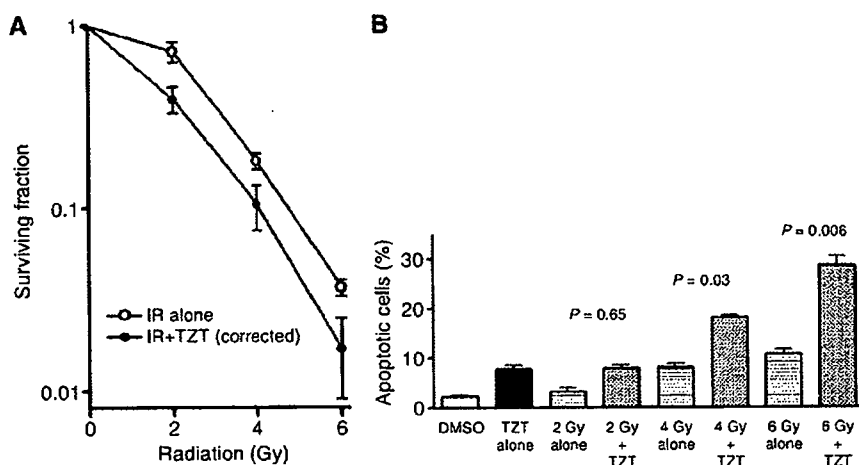 A
1
0.1
0.01
Surviving fraction
IR alone
IR+TZT (corrected)
0
2
4
6
Radiation (Gy)
B
Apoptotic cells (%)
30
20
10
0
P = 0.65
P = 0.03
P = 0.006
DMSO
TZT
alone
2 Gy
alone
2 Gy
+
TZT
4 Gy
alone
4 Gy
+
TZT
6 Gy
alone
6 Gy
+
TZT